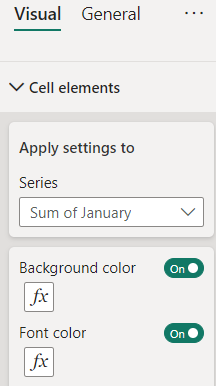 Visual General ...
Cell elements
Apply settings to
Series
Sum of January
Background color On
fx
Font color On
fx